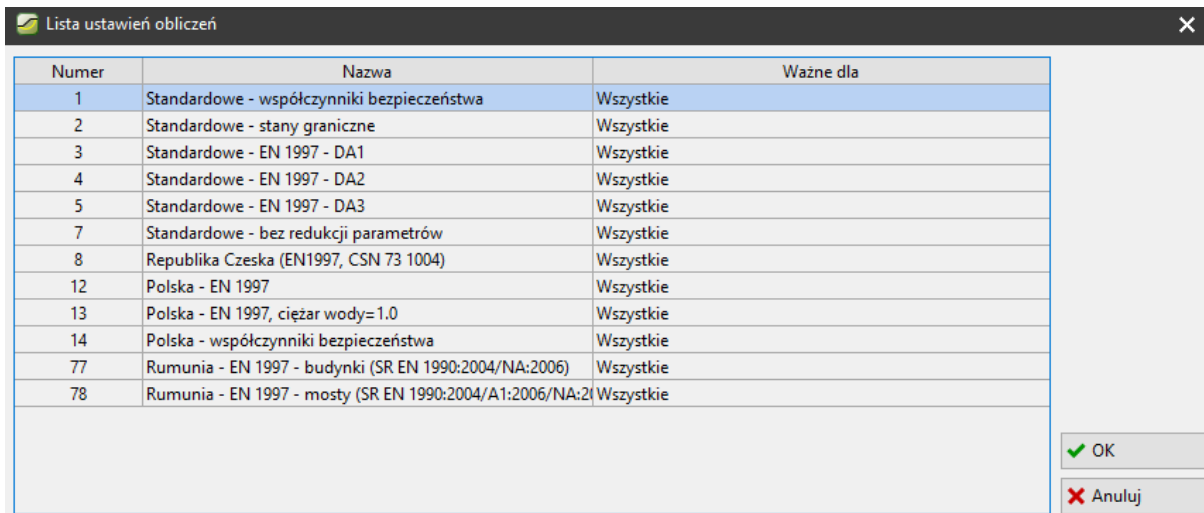 Lista ustawień obliczeń
Numer Nazwa Ważne dla
1 Standardowe - współczynniki bezpieczeństwa Wszystkie
2 Standardowe - stany graniczne Wszystkie
3 Standardowe - EN 1997 - DA1 Wszystkie
4 Standardowe - EN 1997 - DA2 Wszystkie
5 Standardowe - EN 1997 - DA3 Wszystkie
7 Standardowe - bez redukcji parametrów Wszystkie
8 Republika Czeska (EN1997, CSN 73 1004) Wszystkie
12 Polska - EN 1997 Wszystkie
13 Polska - EN 1997, ciężar wody=1.0 Wszystkie
14 Polska - współczynniki bezpieczeństwa Wszystkie
77 Rumunia - EN 1997 - budynki (SR EN 1990:2004/NA:2006) Wszystkie
78 Rumunia - EN 1997 - mosty (SR EN 1990:2004/A1:2006/NA:2 Wszystkie
OK
Anuluj